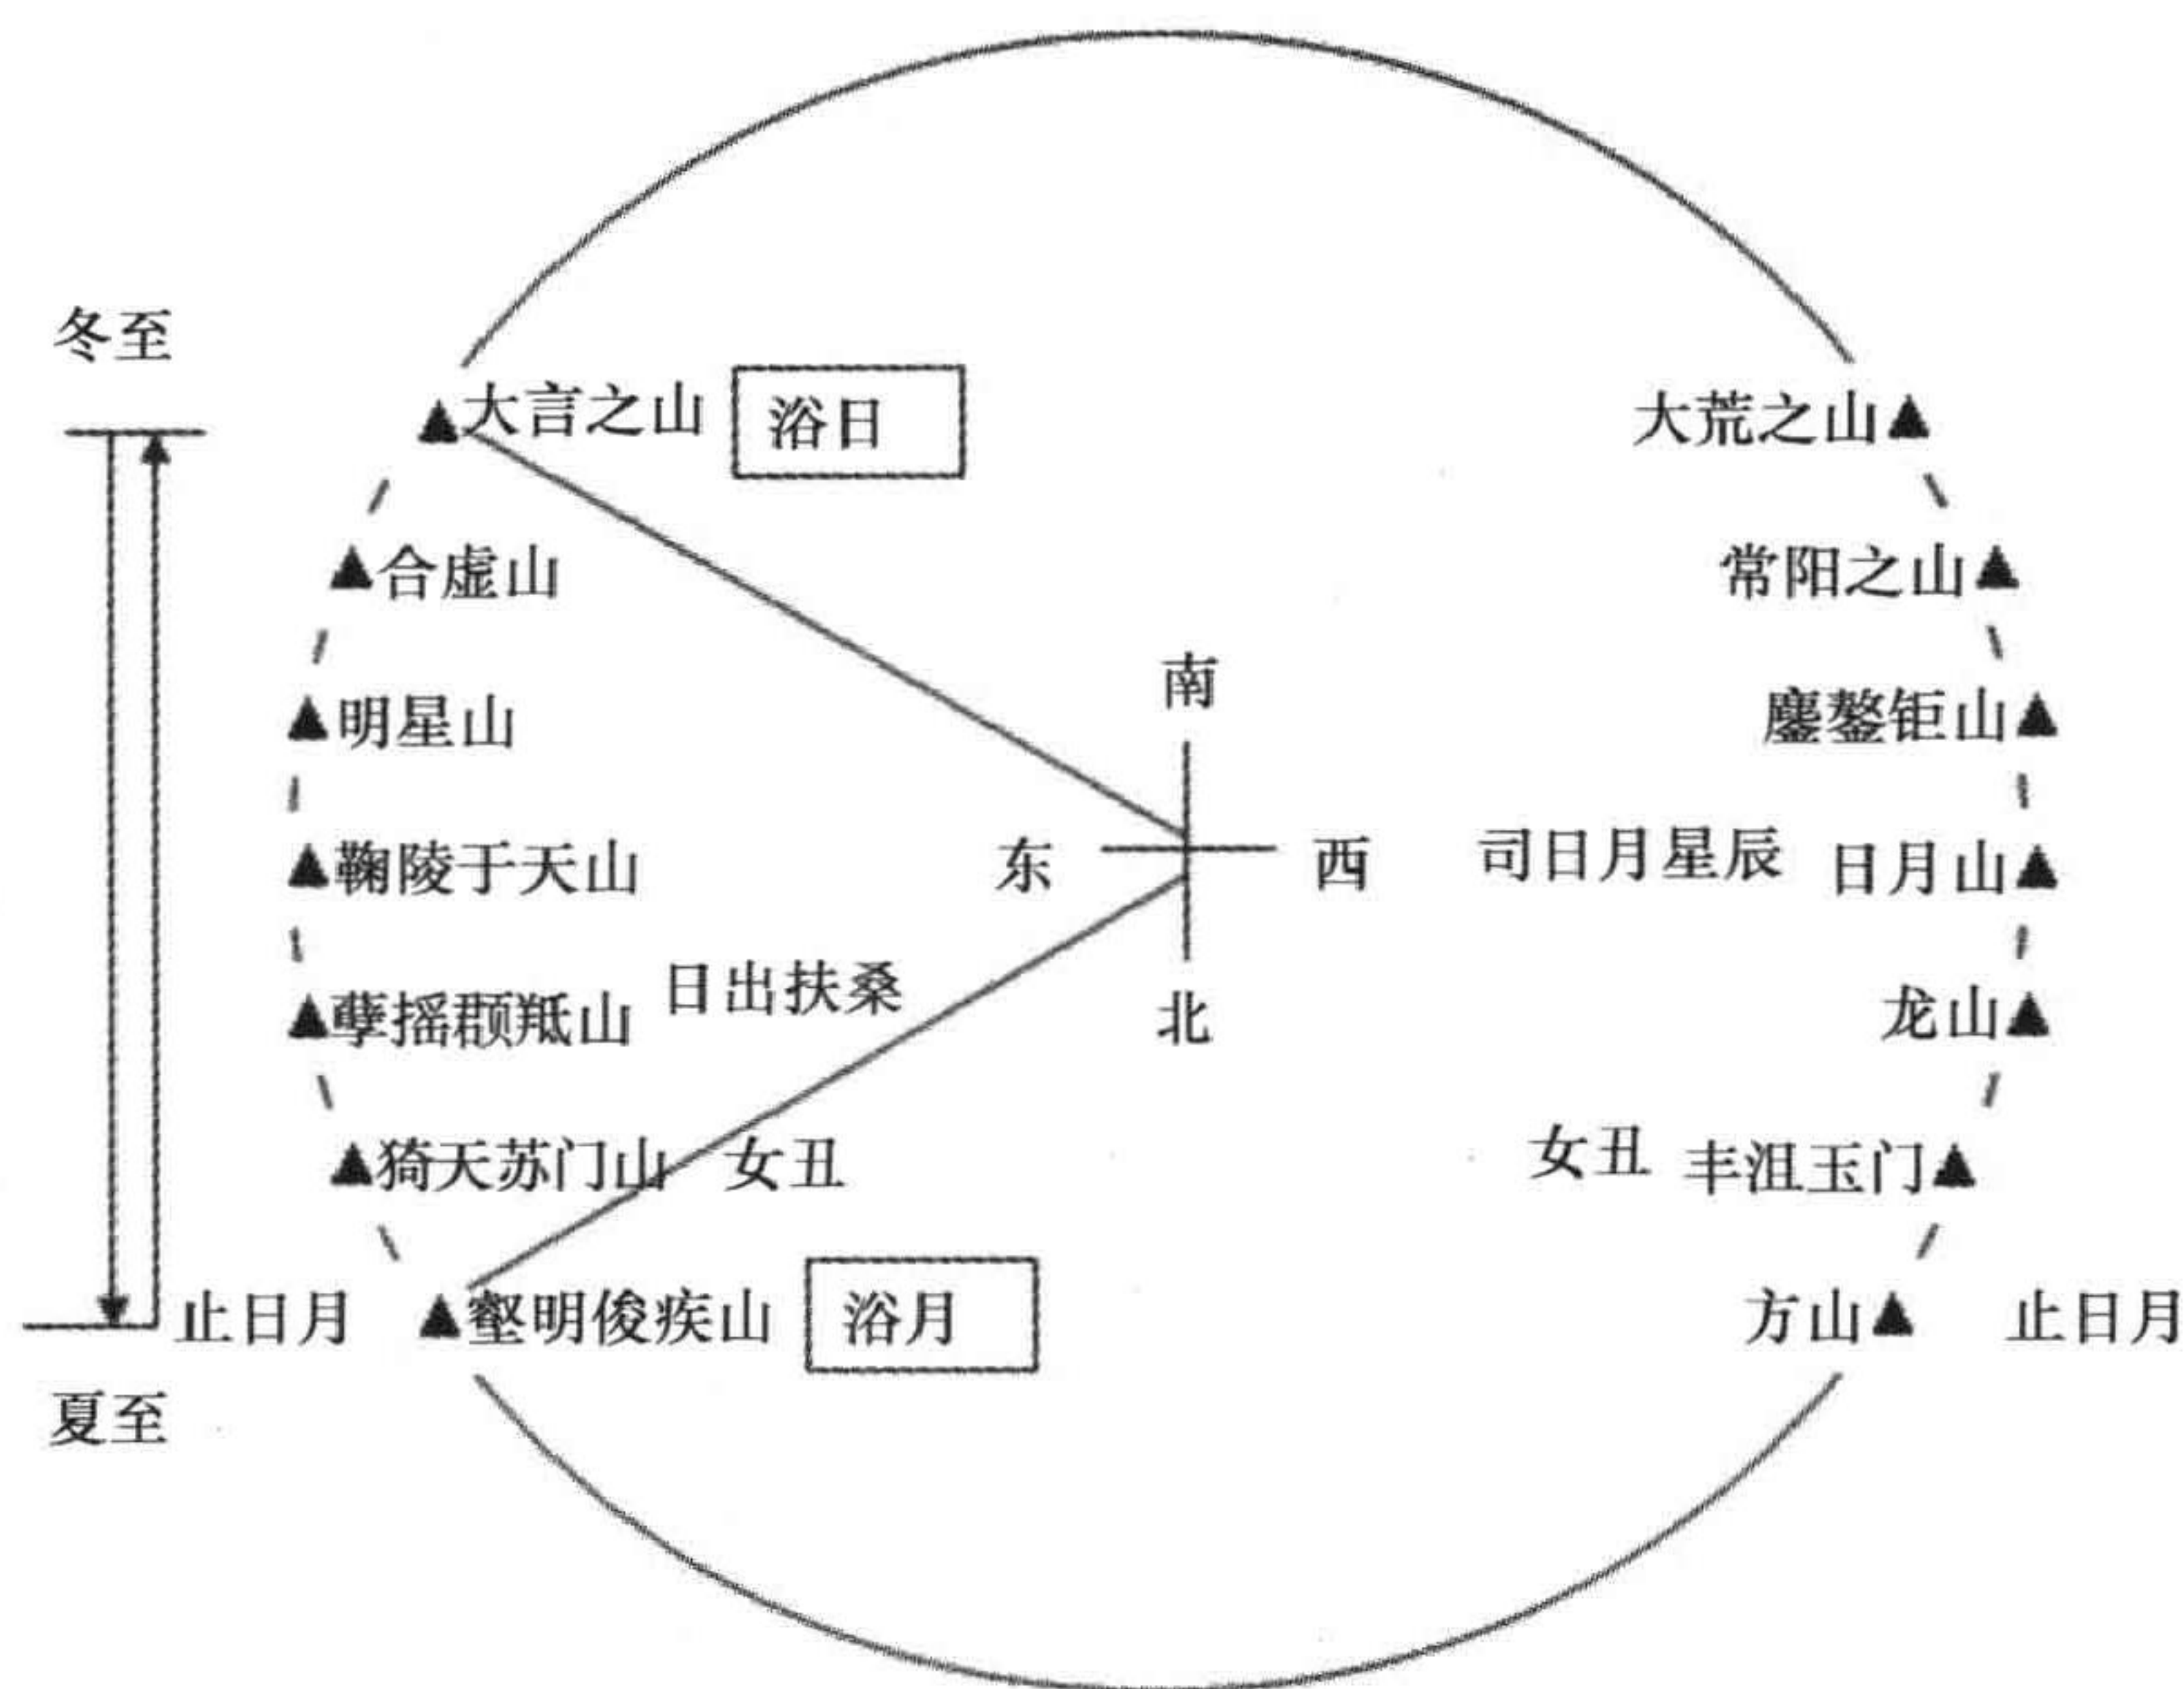 冬至
大言之山 浴日 大荒之山
合虚山 常阳之山
明星山 南 鏖鏊钜山
鞠陵于天山 东 西 司日月星辰 日月山
孽摇頵羝山 日出扶桑 北 龙山
猗天苏门山 女丑 女丑 丰沮玉门
止日月 壑明俊疾山 浴月 方山 止日月
夏至